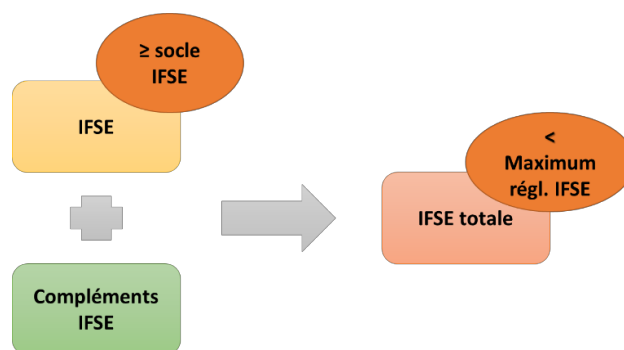 ≥ socle
IFSE
IFSE
Compléments
IFSE
<
Maximum
régl. IFSE
IFSE totale